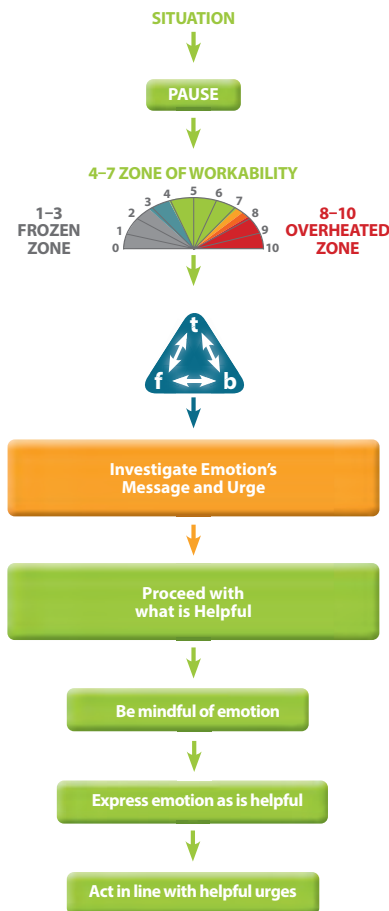 SITUATION
PAUSE
4–7 ZONE OF WORKABILITY
1–3
FROZEN
ZONE
0
1
2
3
4
5
6
7
8
9
10
8–10
OVERHEATED
ZONE
t
f
b
Investigate Emotion's
Message and Urge
Proceed with
what is Helpful
Be mindful of emotion
Express emotion as is helpful
Act in line with helpful urges